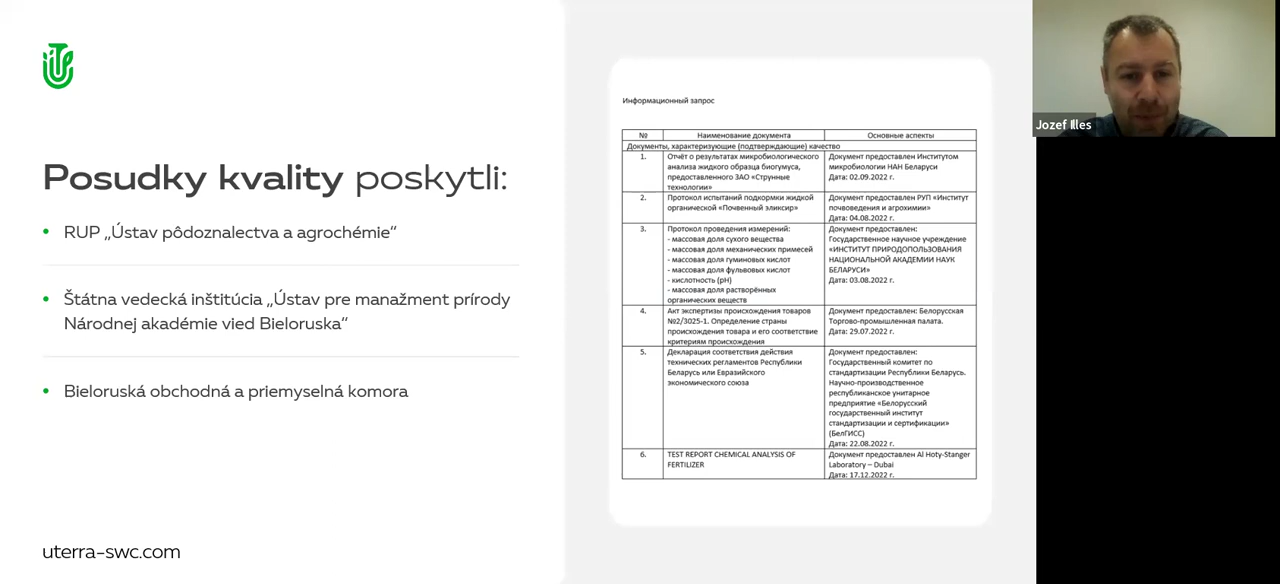 Posudky kvality poskytli:
• RUP „Ústav pôdoznalectva a agrochémie“
• Štátna vedecká inštitúcia „Ústav pre manažment prírody
Národnej akadémie vied Bieloruska“
• Bieloruská obchodná a priemyselná komora
uterra-swc.com
Информационный запрос
№ Наименование документа Основные аспекты
Документы, характеризующие (подтверждающие) качество
1.
Отчёт о результатах микробиологического
анализа жидкого образца биогумуса,
предоставленного ЗАО «Струнные
технологии»
Документ предоставлен Институтом
микробиологии НАН Беларуси
Дата: 02.09.2022 г.
2.
Протокол испытаний подкормки жидкой
органической «Почвенный эликсир»
Документ предоставлен РУП «Институт
почвоведения и агрохимии»
Дата: 04.08.2022 г.
3.
Протокол проведения измерений:
- массовая доля сухого вещества
- массовая доля механических примесей
- массовая доля гуминовых кислот
- массовая доля фульвовых кислот
- кислотность (pH)
- массовая доля растворённых
органических веществ
Документ предоставлен:
Государственное научное учреждение
«ИНСТИТУТ ПРИРОДОПОЛЬЗОВАНИЯ
НАЦИОНАЛЬНОЙ АКАДЕМИИ НАУК
БЕЛАРУСИ»
Дата: 03.08.2022 г.
4.
Акт экспертизы происхождения товаров
№2/3025-1. Определение страны
происхождения товара и его соответствие
критериям происхождения
Документ предоставлен: Белорусская
Торгово-промышленная палата.
Дата: 29.07.2022 г.
5.
Декларация соответствия действия
технических регламентов Республики
Беларусь или Евразийского
экономического союза
Документ предоставлен:
Государственный комитет по
стандартизации Республики Беларусь.
Научно-производственное
республиканское унитарное
предприятие «Белорусский
государственный институт
стандартизации и сертификации»
(БелГИСС)
Дата: 22.08.2022 г.
6.
TEST REPORT CHEMICAL ANALYSIS OF
FERTILIZER
Документ предоставлен Al Hoty-Stanger
Laboratory – Dubai
Дата: 17.12.2022 г.
Jozef Illes